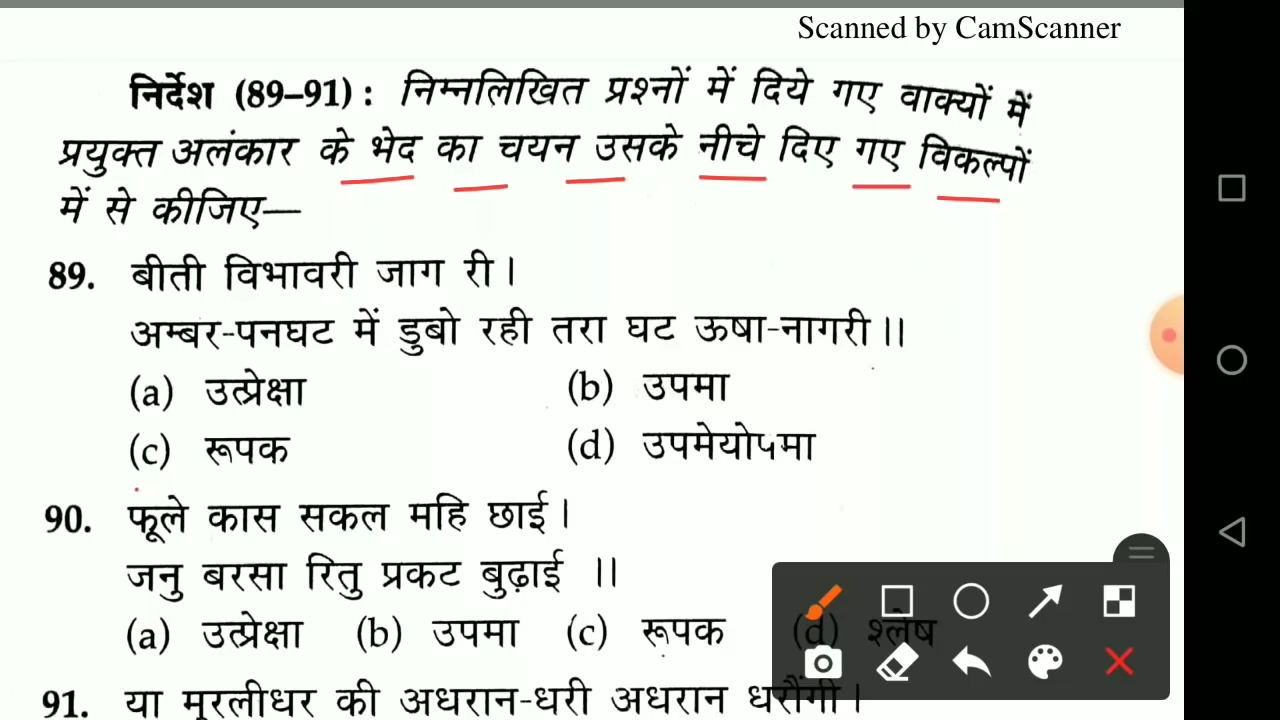 Scanned by CamScanner
निर्देश (89–91) : निम्नलिखित प्रश्नों में दिये गए वाक्यों में
प्रयुक्त अलंकार के भेद का चयन उसके नीचे दिए गए विकल्पों
में से कीजिए—
89. बीती विभावरी जाग री।
अम्बर-पनघट में डुबो रही तरा घट ऊषा-नागरी।।
(a) उत्प्रेक्षा (b) उपमा
(c) रूपक (d) उपमेयोपमा
90. फूले कास सकल महि छाई।
जनु बरसा रितु प्रकट बुढ़ाई ।।
(a) उत्प्रेक्षा (b) उपमा (c) रूपक (d) श्लेष
91. या मुरलीधर की अधरान-धरी अधरान धरौंगी।